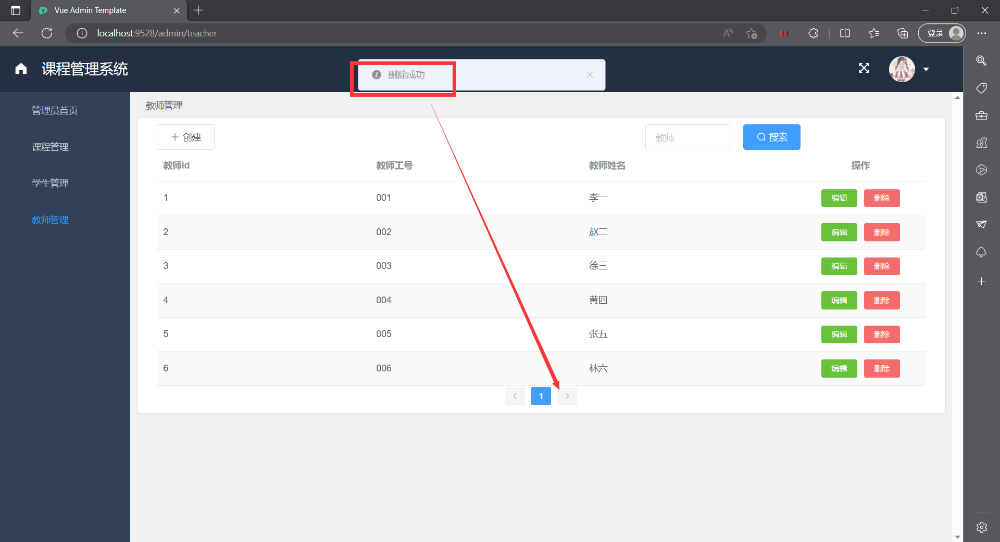 Vue Admin Template
localhost:9528/admin/teacher
登录
课程管理系统
删除成功
管理员首页
课程管理
学生管理
教师管理
教师管理
创建
教师
搜索
教师Id 教师工号 教师姓名 操作
1 001 李一 编辑 删除
2 002 赵二 编辑 删除
3 003 徐三 编辑 删除
4 004 黄四 编辑 删除
5 005 张五 编辑 删除
6 006 林六 编辑 删除
1